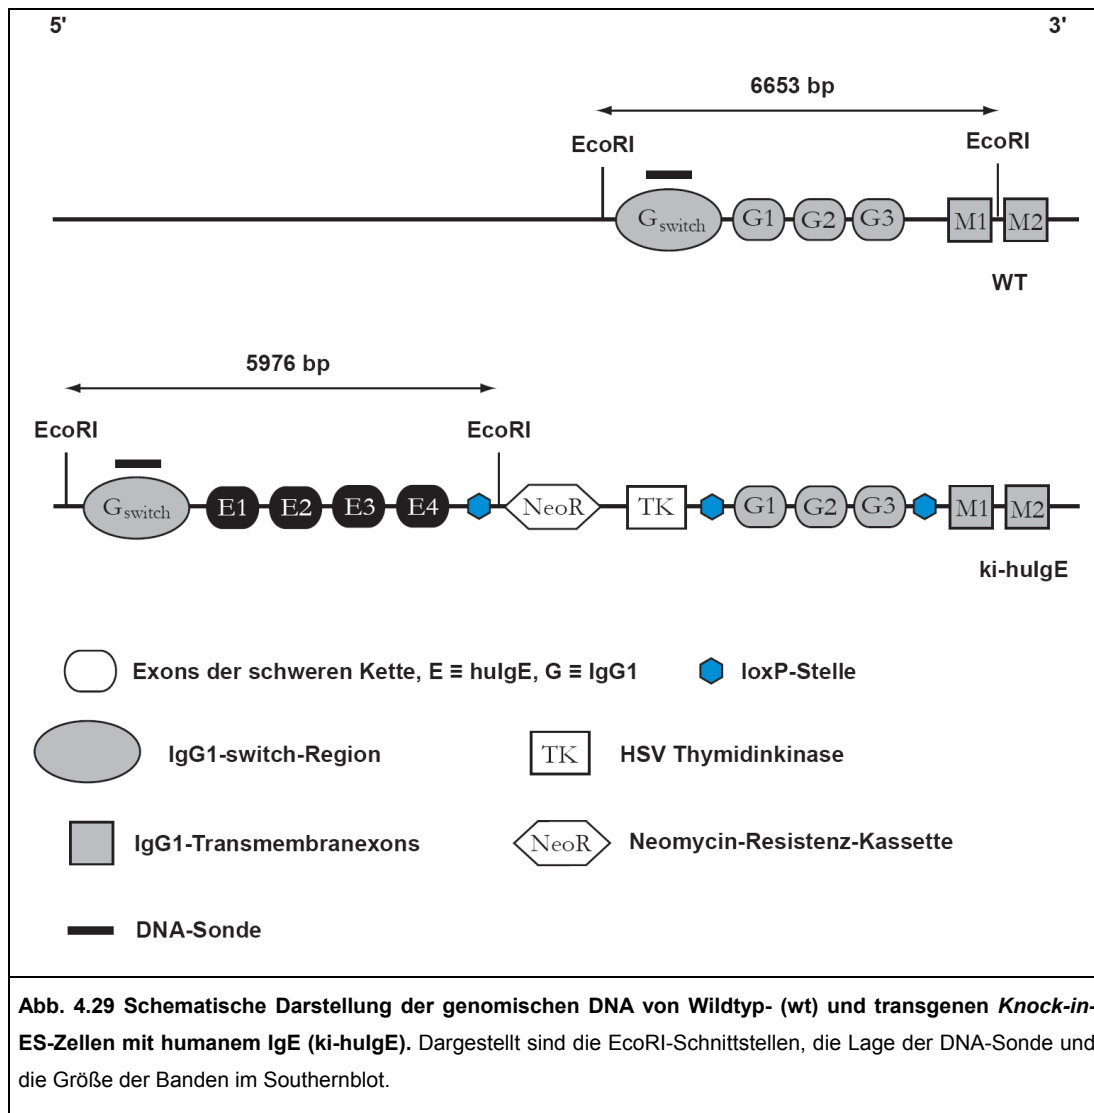 5' 3'
6653 bp
EcoRI EcoRI
Gswitch G1 G2 G3 M1 M2
WT
5976 bp
EcoRI EcoRI
Gswitch E1 E2 E3 E4 NeoR TK G1 G2 G3 M1 M2
ki-huIgE
Exons der schweren Kette, E ≡ huIgE, G ≡ IgG1 loxP-Stelle
IgG1-switch-Region TK HSV Thymidinkinase
IgG1-Transmembranexons NeoR Neomycin-Resistenz-Kassette
DNA-Sonde
Abb. 4.29 Schematische Darstellung der genomischen DNA von Wildtyp- (wt) und transgenen Knock-in-
ES-Zellen mit humanem IgE (ki-huIgE). Dargestellt sind die EcoRI-Schnittstellen, die Lage der DNA-Sonde und
die Größe der Banden im Southernblot.